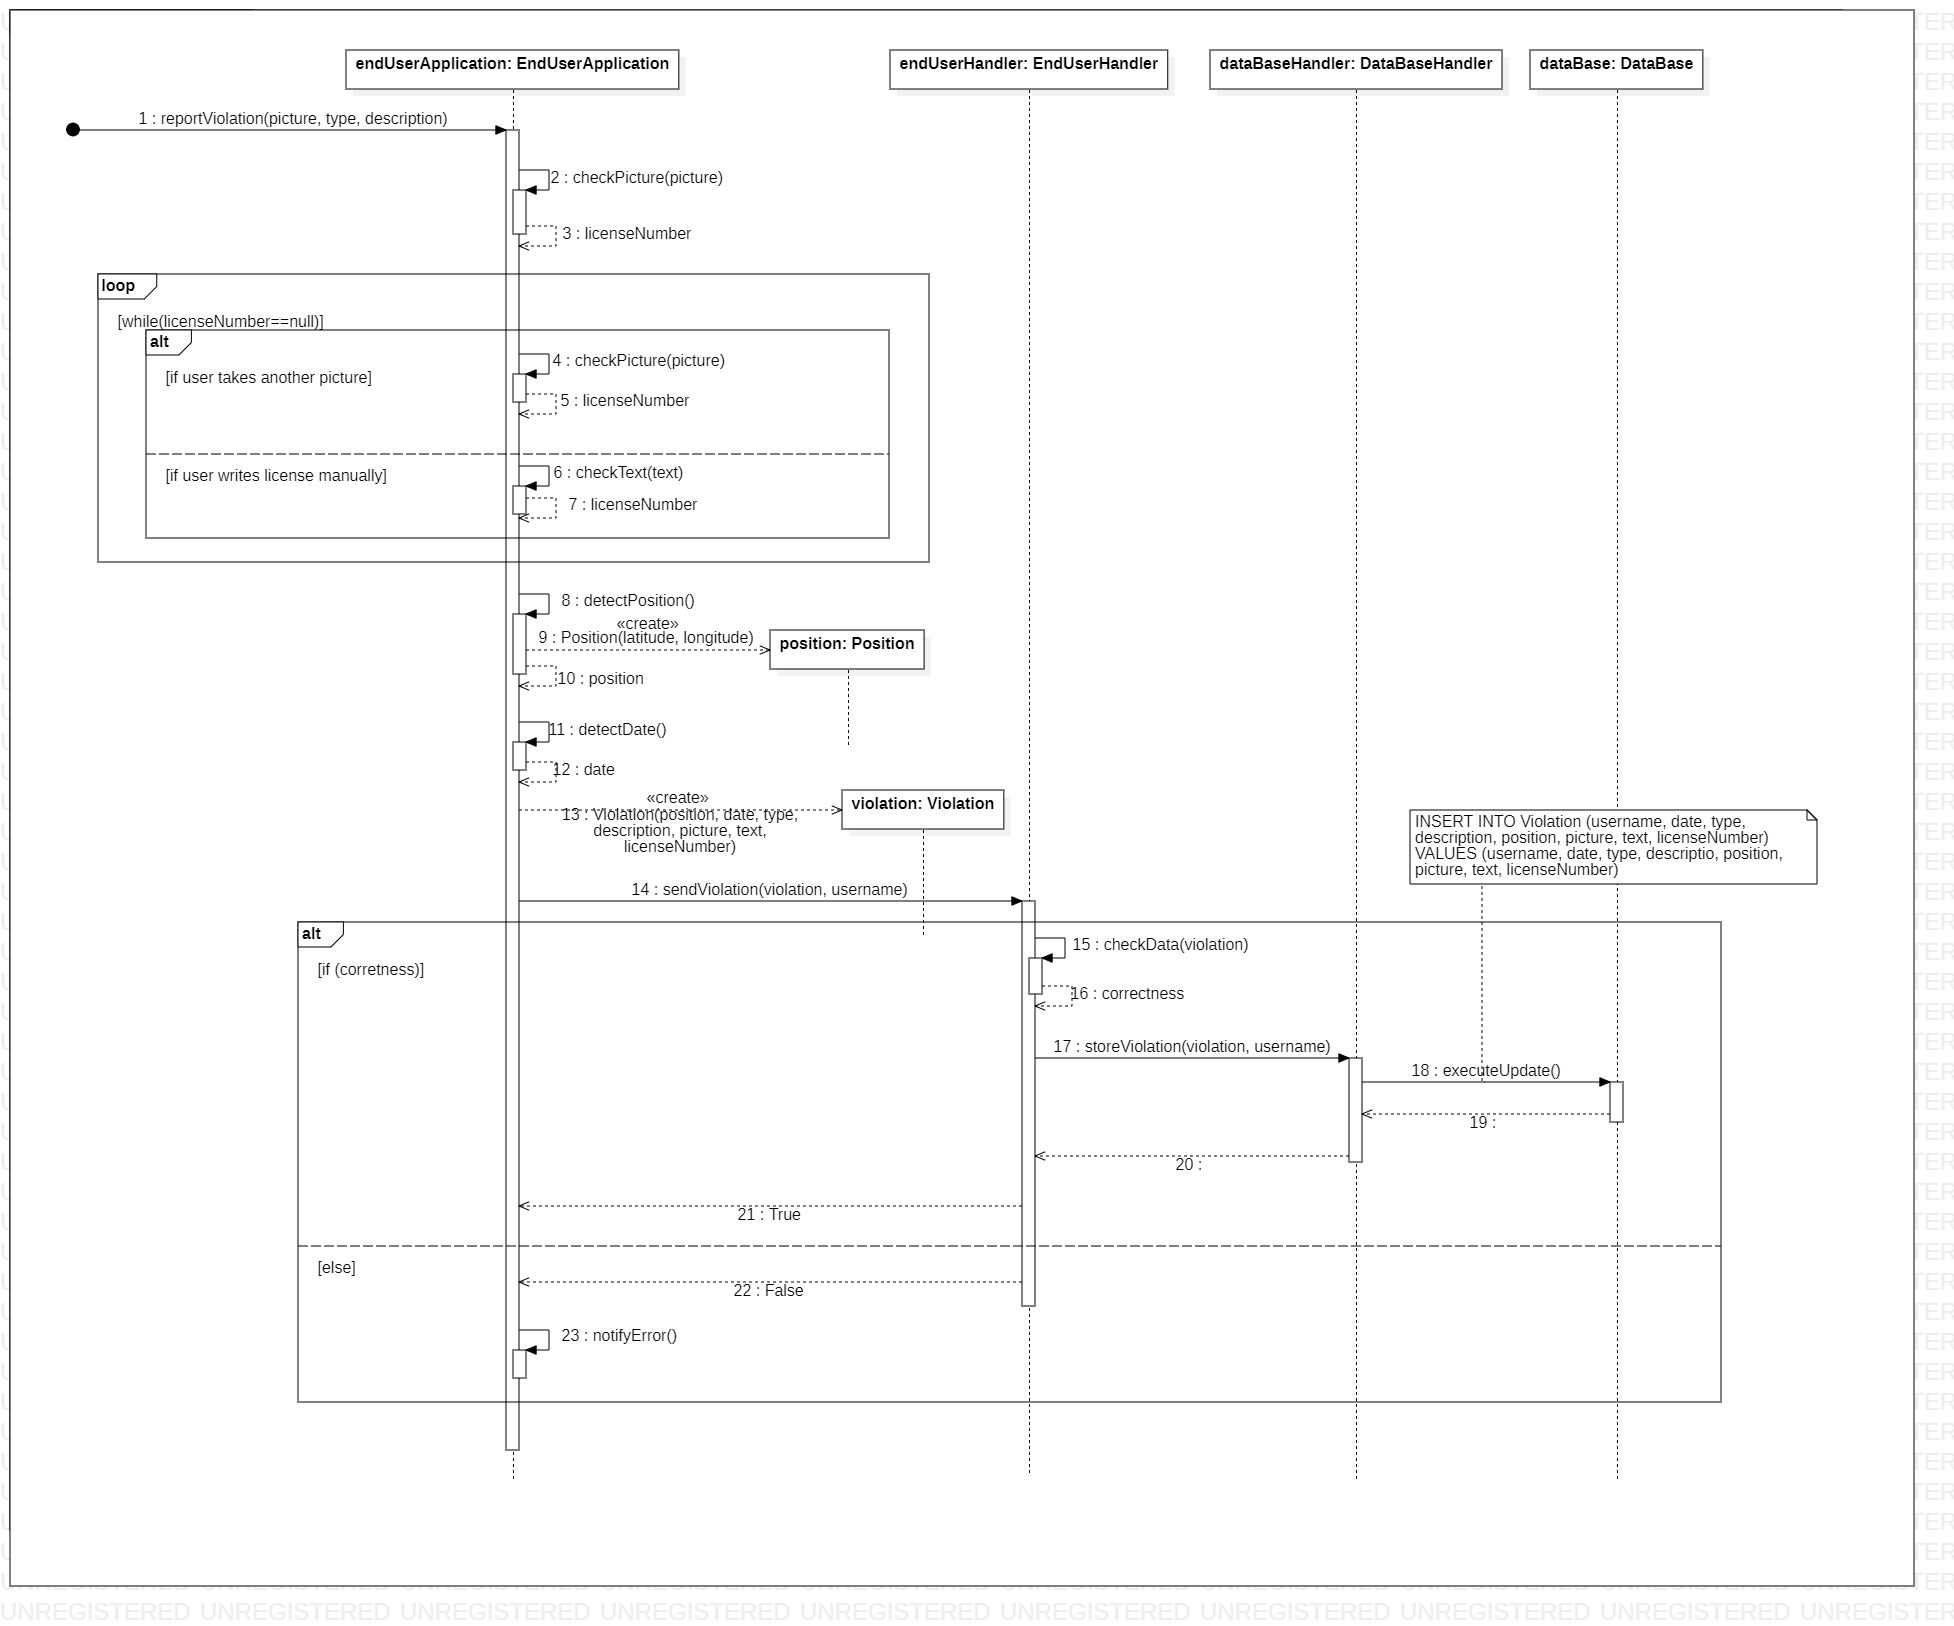 endUserApplication: EndUserApplication
endUserHandler: EndUserHandler
dataBaseHandler: DataBaseHandler
dataBase: DataBase
1 : reportViolation(picture, type, description)
2 : checkPicture(picture)
3 : licenseNumber
loop
[while(licenseNumber==null)]
alt
4 : checkPicture(picture)
[if user takes another picture]
5 : licenseNumber
6 : checkText(text)
[if user writes license manually]
7 : licenseNumber
8 : detectPosition()
«create»
9 : Position(latitude, longitude)
position: Position
10 : position
11 : detectDate()
12 : date
«create»
violation: Violation
13 : Violation(position, date, type,
description, picture, text,
licenseNumber)
INSERT INTO Violation (username, date, type,
description, position, picture, text, licenseNumber)
VALUES (username, date, type, descriptio, position,
picture, text, licenseNumber)
14 : sendViolation(violation, username)
alt
15 : checkData(violation)
[if (corretness)]
16 : correctness
17 : storeViolation(violation, username)
18 : executeUpdate()
19 :
20 :
21 : True
[else]
22 : False
23 : notifyError()
UNREGISTERED UNREGISTERED UNREGISTERED UNREGISTERED UNREGISTERED UNREGISTERED UNREGISTERED UNREGISTERED UNREGISTERED UNREGISTER